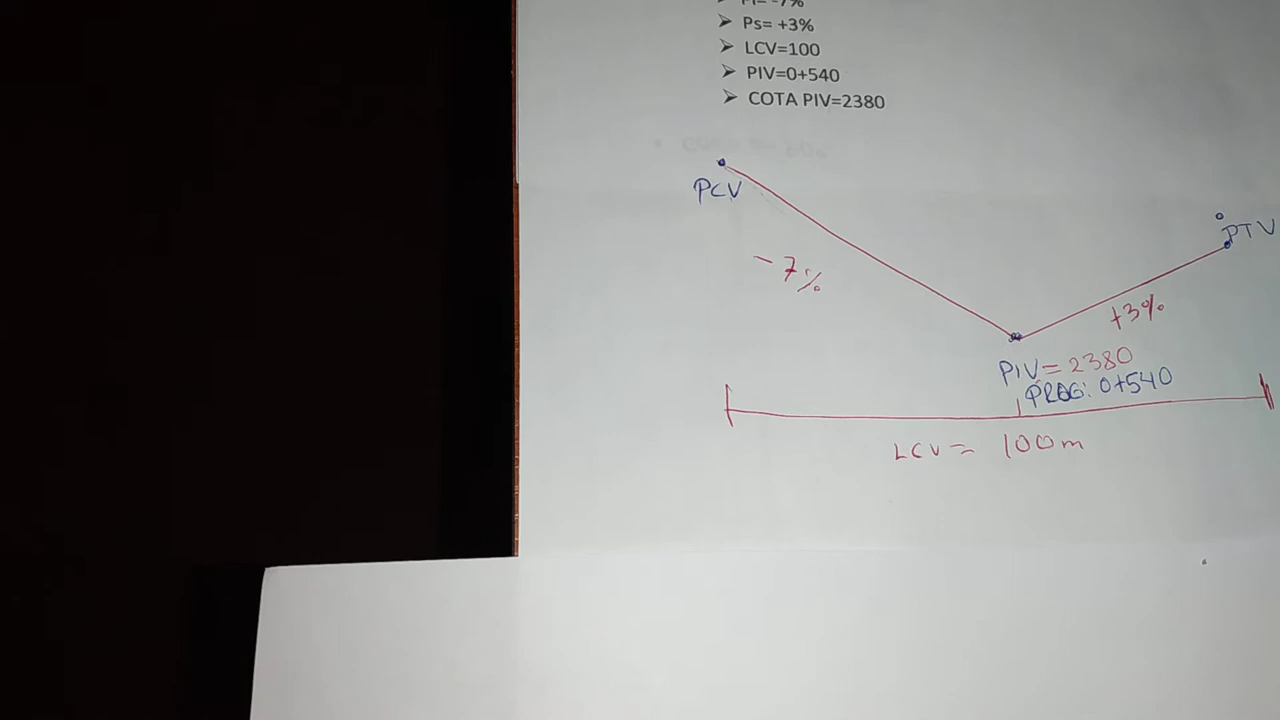 ➢ Ps= +3%
➢ LCV=100
➢ PIV=0+540
➢ COTA PIV=2380
PCV
PTV
- 7%
+3%
PIV= 2380
PROG: 0+540
LCV = 100m